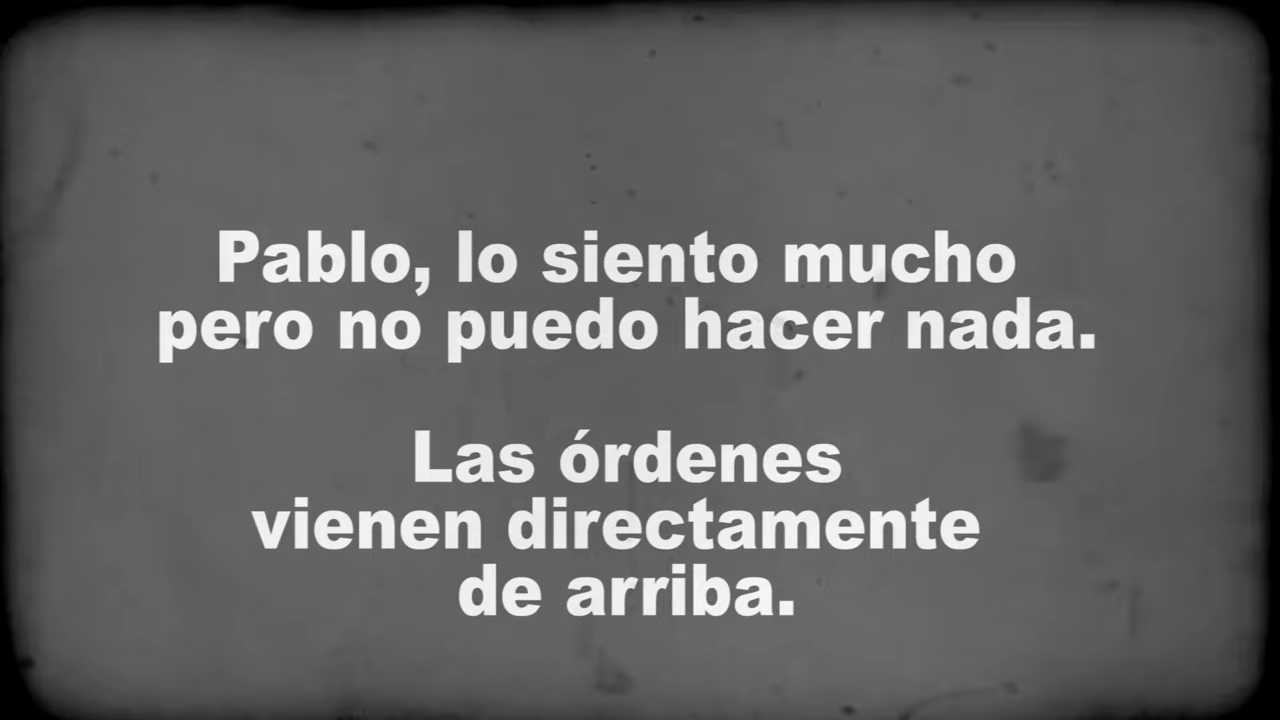 Pablo, lo siento mucho
pero no puedo hacer nada.
Las órdenes
vienen directamente
de arriba.